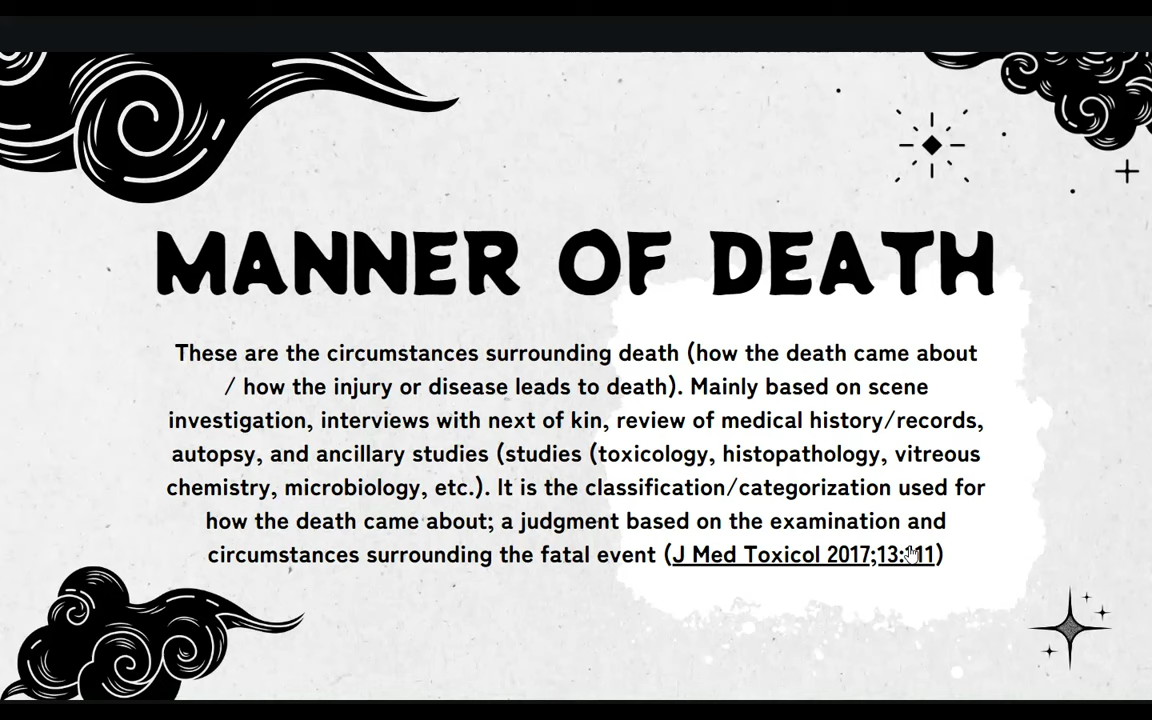 MANNER OF DEATH
These are the circumstances surrounding death (how the death came about
/ how the injury or disease leads to death). Mainly based on scene
investigation, interviews with next of kin, review of medical history/records,
autopsy, and ancillary studies (studies (toxicology, histopathology, vitreous
chemistry, microbiology, etc.). It is the classification/categorization used for
how the death came about; a judgment based on the examination and
circumstances surrounding the fatal event (J Med Toxicol 2017;13:111)